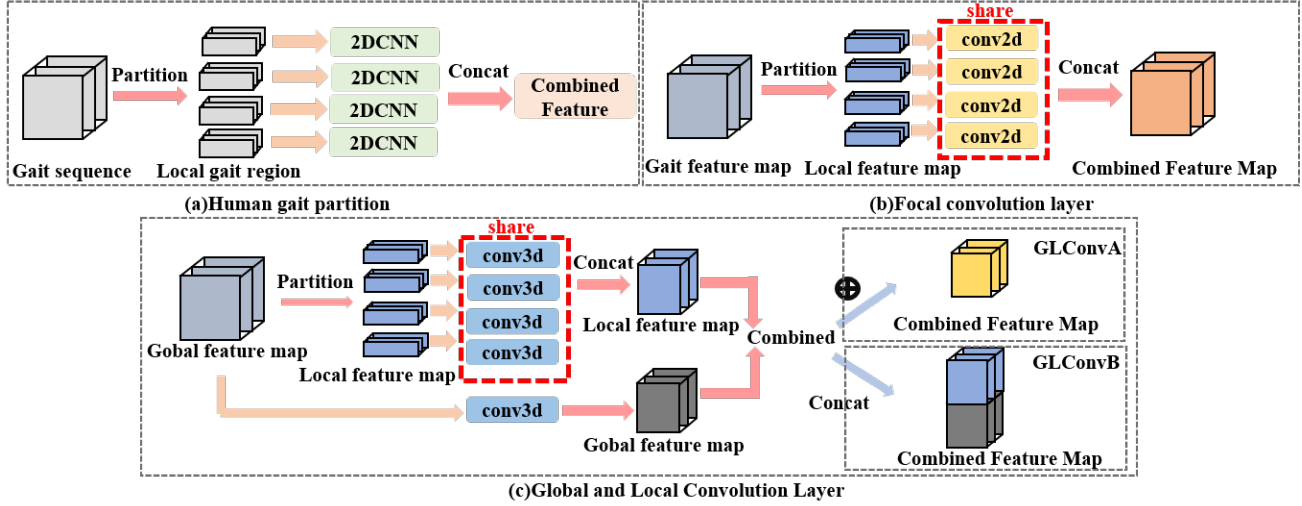 2DCNN
2DCNN
2DCNN
2DCNN
Partition
Concat
Combined
Feature
Gait sequence
Local gait region
(a)Human gait partition
share
conv2d
conv2d
conv2d
conv2d
Partition
Concat
Gait feature map
Local feature map
Combined Feature Map
(b)Focal convolution layer
share
conv3d
conv3d
conv3d
conv3d
Partition
Concat
Gobal feature map
Local feature map
Local feature map
conv3d
Gobal feature map
Combined
⊕
GLConvA
Combined Feature Map
Concat
GLConvB
Combined Feature Map
(c)Global and Local Convolution Layer